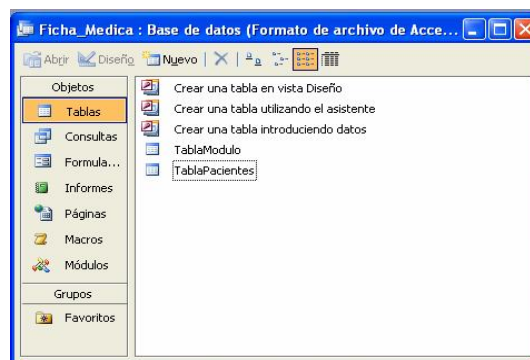 Ficha_Medica : Base de datos (Formato de archivo de Acce...
Abrir Diseño Nuevo
Objetos
Tablas
Consultas
Formula...
Informes
Páginas
Macros
Módulos
Grupos
Favoritos
Crear una tabla en vista Diseño
Crear una tabla utilizando el asistente
Crear una tabla introduciendo datos
TablaModulo
TablaPacientes